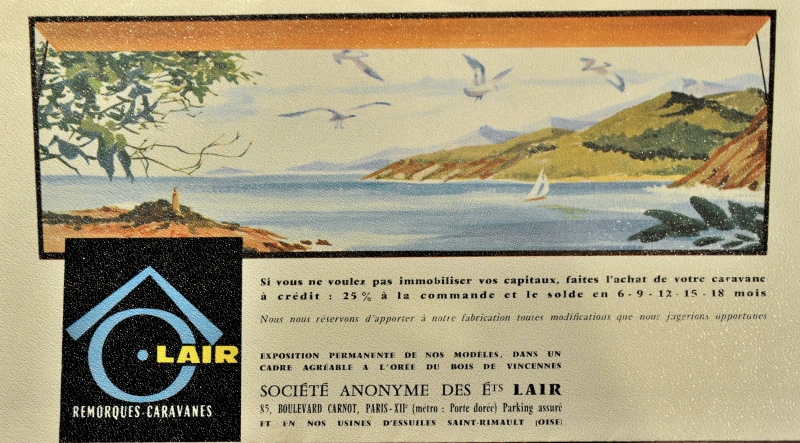 LAIR
REMORQUES-CARAVANES
Si vous ne voulez pas immobiliser vos capitaux, faites l'achat de votre caravane
à crédit : 25 % à la commande et le solde en 6 - 9 - 12 - 15 - 18 mois
Nous nous réservons d'apporter à notre fabrication toutes modifications que nous jugerions opportunes
EXPOSITION PERMANENTE DE NOS MODÈLES, DANS UN
CADRE AGRÉABLE A L'ORÉE DU BOIS DE VINCENNES
SOCIÉTÉ ANONYME DES Éts LAIR
85, BOULEVARD CARNOT, PARIS-XIIe (métro : Porte dorée) Parking assuré
ET EN NOS USINES D'ESSUILES SAINT-RIMAULT (OISE)